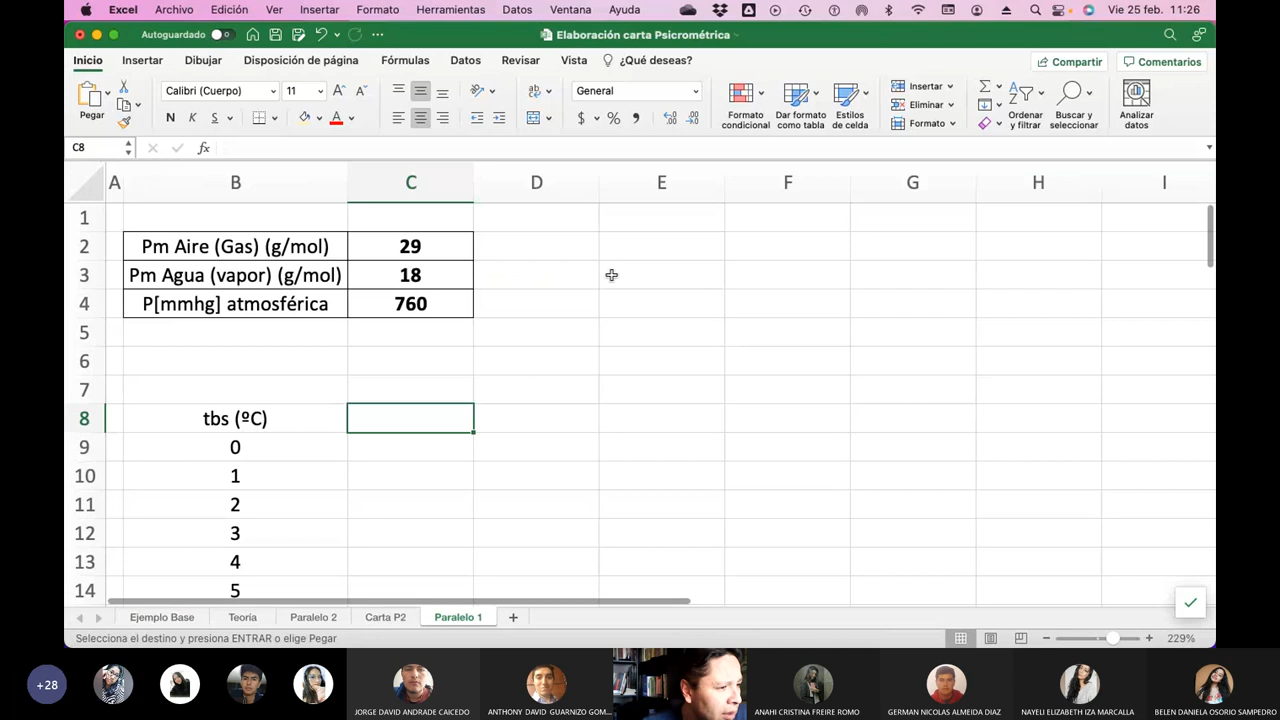 Excel Archivo Edición Ver Insertar Formato Herramientas Datos Ventana Ayuda Vie 25 feb. 11:26
Autoguardado Elaboración carta Psicrométrica
Inicio Insertar Dibujar Disposición de página Fórmulas Datos Revisar Vista ¿Qué deseas? Compartir Comentarios
Pegar
Calibri (Cuerpo) 11
N K S
General
$ %
Formato condicional
Dar formato como tabla
Estilos de celda
Insertar
Eliminar
Formato
Ordenar y filtrar
Buscar y seleccionar
Analizar datos
C8 fx
A B C D E F G H I
1
2 Pm Aire (Gas) (g/mol) 29
3 Pm Agua (vapor) (g/mol) 18
4 P[mmhg] atmosférica 760
5
6
7
8 tbs (ºC)
9 0
10 1
11 2
12 3
13 4
14 5
Ejemplo Base Teoría Paralelo 2 Carta P2 Paralelo 1
Selecciona el destino y presiona ENTRAR o elige Pegar 229%
+28
JORGE DAVID ANDRADE CAICEDO
ANTHONY DAVID GUARNIZO GOM...
ANAHI CRISTINA FREIRE ROMO
GERMAN NICOLAS ALMEIDA DIAZ
NAYELI ELIZABETH IZA MARCALLA
BELEN DANIELA OSORIO SAMPEDRO